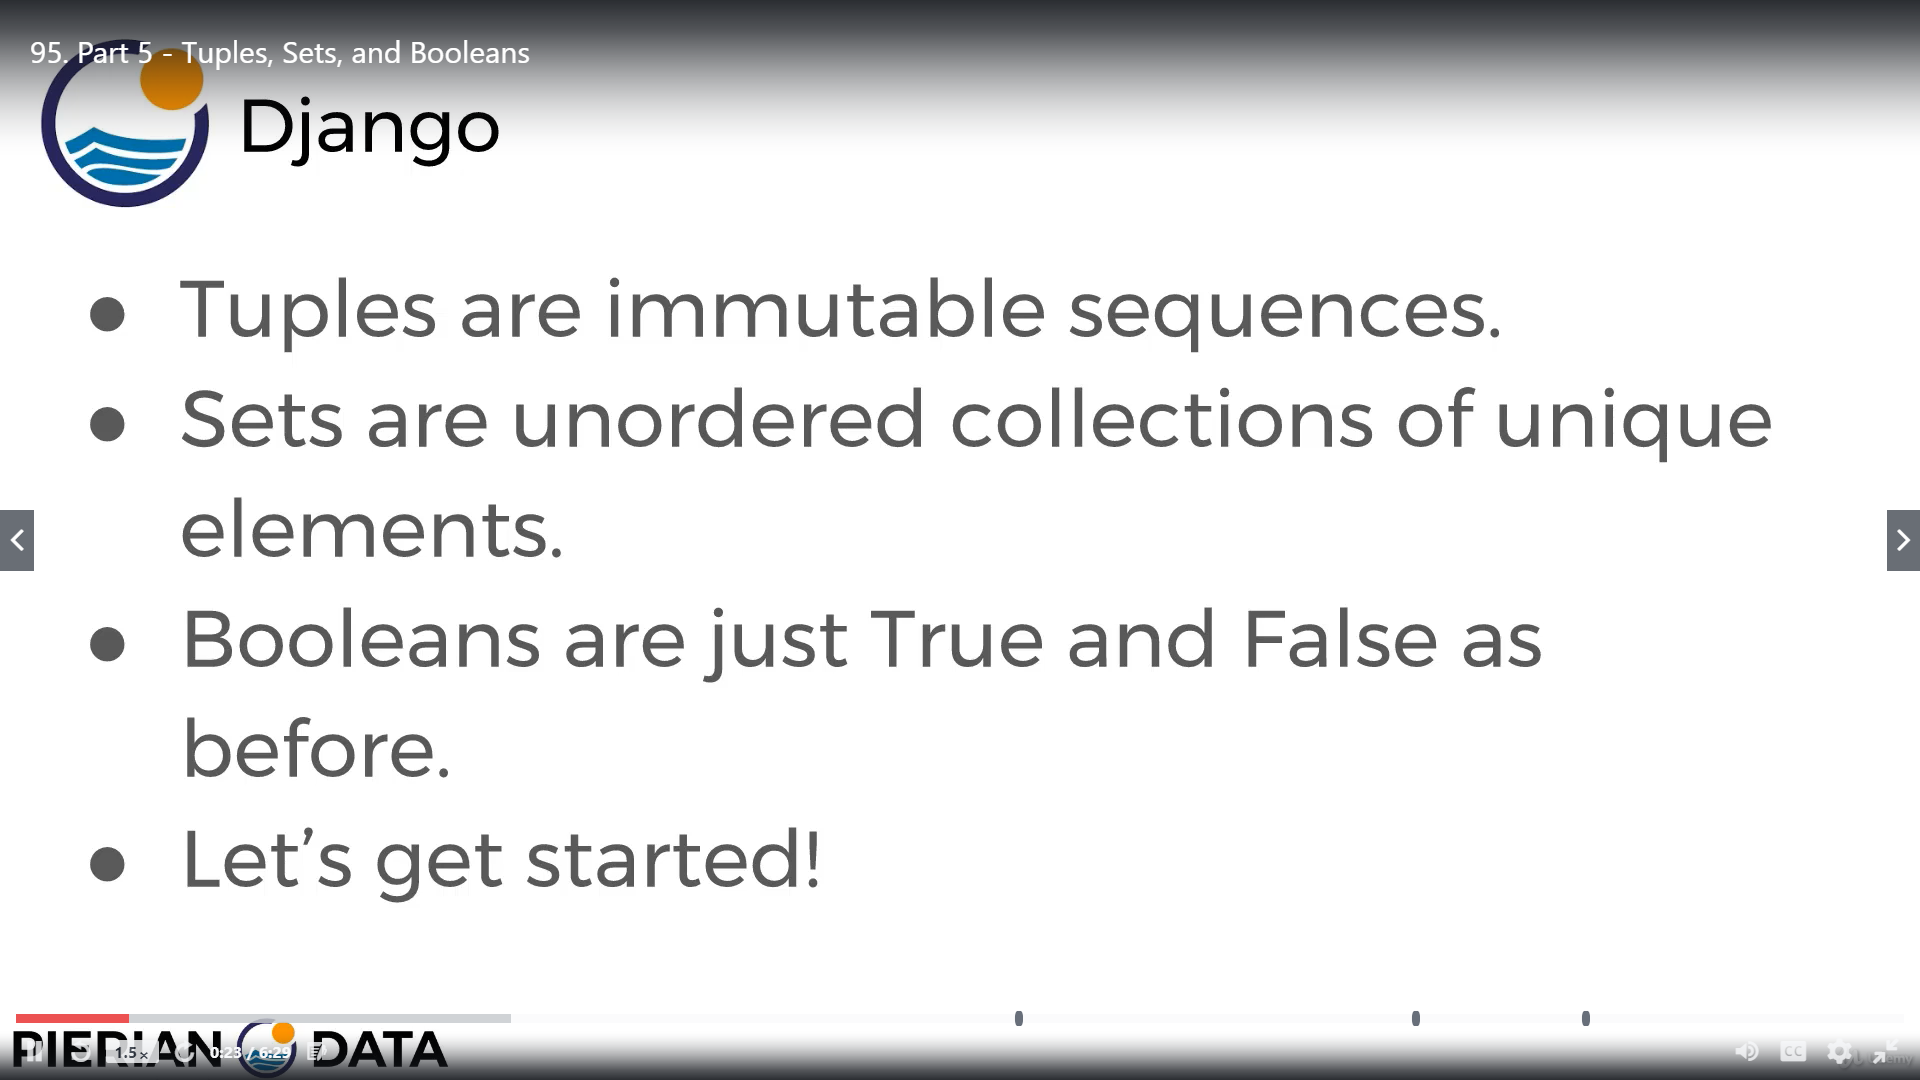 95. Part 5 - Tuples, Sets, and Booleans
Django
● Tuples are immutable sequences.
● Sets are unordered collections of unique
elements.
● Booleans are just True and False as
before.
● Let’s get started!
PIERIAN DATA
1.5x 0:23 / 6:29
CC